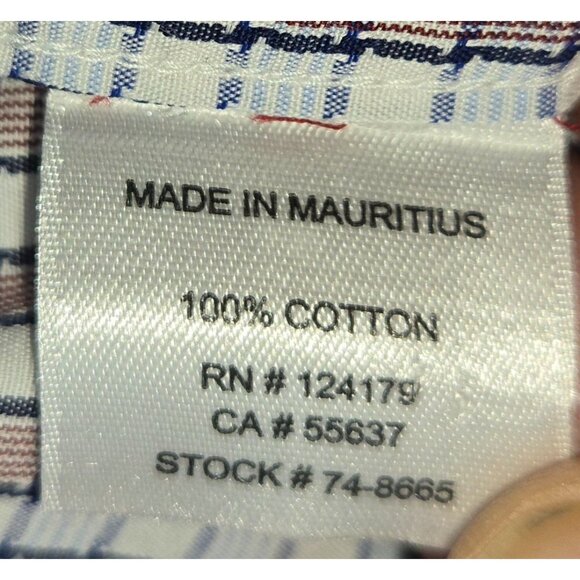 MADE IN MAURITIUS
100% COTTON
RN # 124179
CA # 55637
STOCK # 74-8665